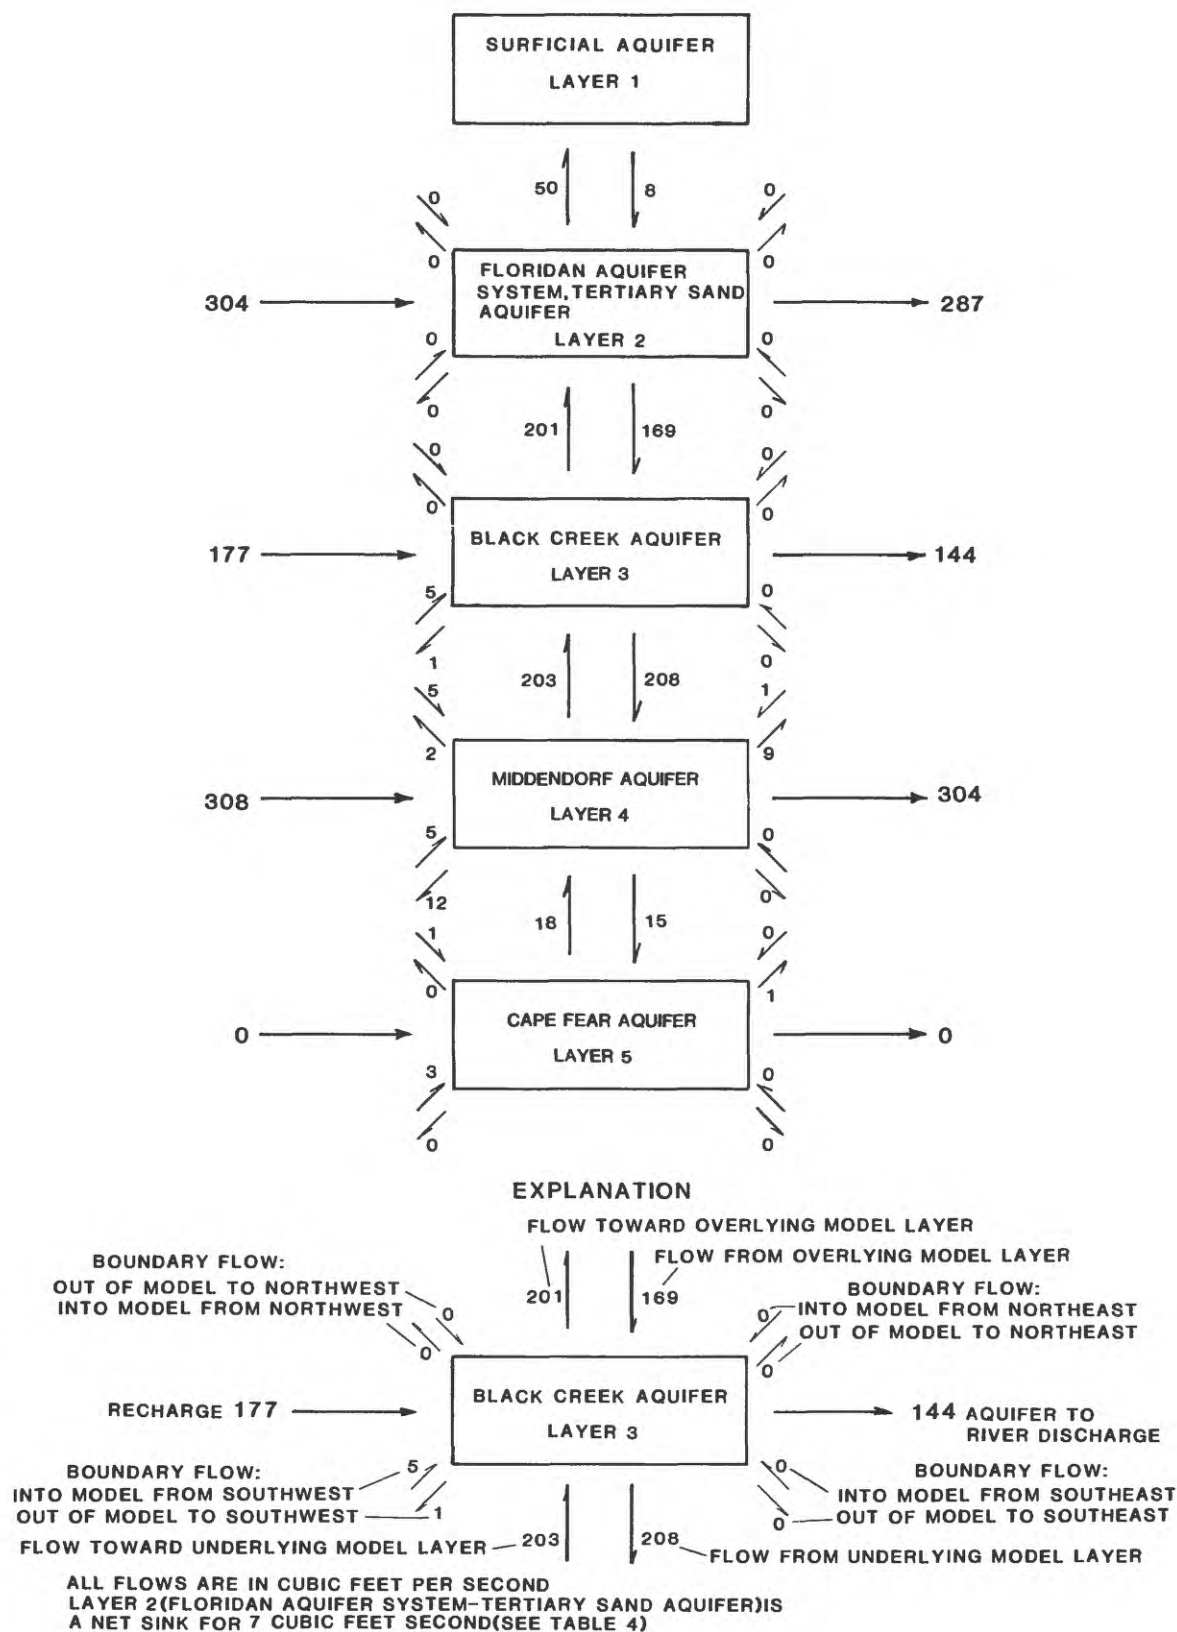 SURFICIAL AQUIFER
LAYER 1
50
8
0
0
0
0
FLORIDAN AQUIFER
SYSTEM, TERTIARY SAND
AQUIFER
LAYER 2
304
287
0
0
0
0
201
169
0
0
0
0
BLACK CREEK AQUIFER
LAYER 3
177
144
5
0
1
0
203
208
5
1
2
9
MIDDENDORF AQUIFER
LAYER 4
308
304
5
0
12
0
18
15
1
0
0
1
CAPE FEAR AQUIFER
LAYER 5
0
0
3
0
0
0
EXPLANATION
FLOW TOWARD OVERLYING MODEL LAYER
FLOW FROM OVERLYING MODEL LAYER
201
169
BOUNDARY FLOW:
OUT OF MODEL TO NORTHWEST
INTO MODEL FROM NORTHWEST
0
0
BOUNDARY FLOW:
0 INTO MODEL FROM NORTHEAST
OUT OF MODEL TO NORTHEAST
0
BLACK CREEK AQUIFER
LAYER 3
RECHARGE 177
144 AQUIFER TO
RIVER DISCHARGE
BOUNDARY FLOW:
INTO MODEL FROM SOUTHWEST
5
OUT OF MODEL TO SOUTHWEST
1
BOUNDARY FLOW:
0
INTO MODEL FROM SOUTHEAST
0 OUT OF MODEL TO SOUTHEAST
FLOW TOWARD UNDERLYING MODEL LAYER 203
208 FLOW FROM UNDERLYING MODEL LAYER
ALL FLOWS ARE IN CUBIC FEET PER SECOND
LAYER 2(FLORIDAN AQUIFER SYSTEM-TERTIARY SAND AQUIFER)IS
A NET SINK FOR 7 CUBIC FEET SECOND(SEE TABLE 4)